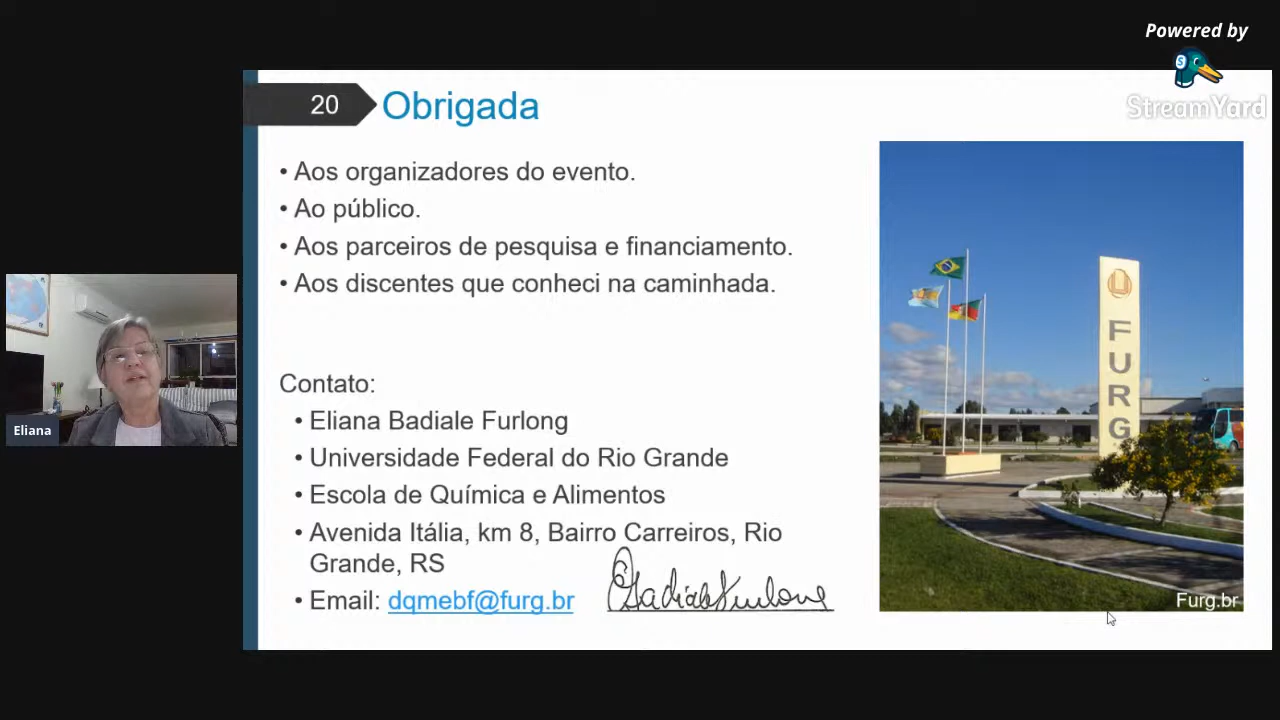 Powered by
StreamYard
20
Obrigada
• Aos organizadores do evento.
• Ao público.
• Aos parceiros de pesquisa e financiamento.
• Aos discentes que conheci na caminhada.
Contato:
• Eliana Badiale Furlong
• Universidade Federal do Rio Grande
• Escola de Química e Alimentos
• Avenida Itália, km 8, Bairro Carreiros, Rio
Grande, RS
• Email: dqmebf@furg.br
EBadialeFurlong
FURG
Furg.br
Eliana